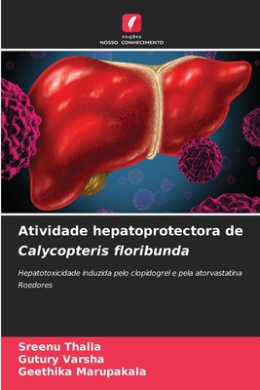 edições
NOSSO CONHECIMENTO
Atividade hepatoprotectora de
Calycopteris floribunda
Hepatotoxicidade induzida pelo clopidogrel e pela atorvastatina
Roedores
Sreenu Thalla
Gutury Varsha
Geethika Marupakala